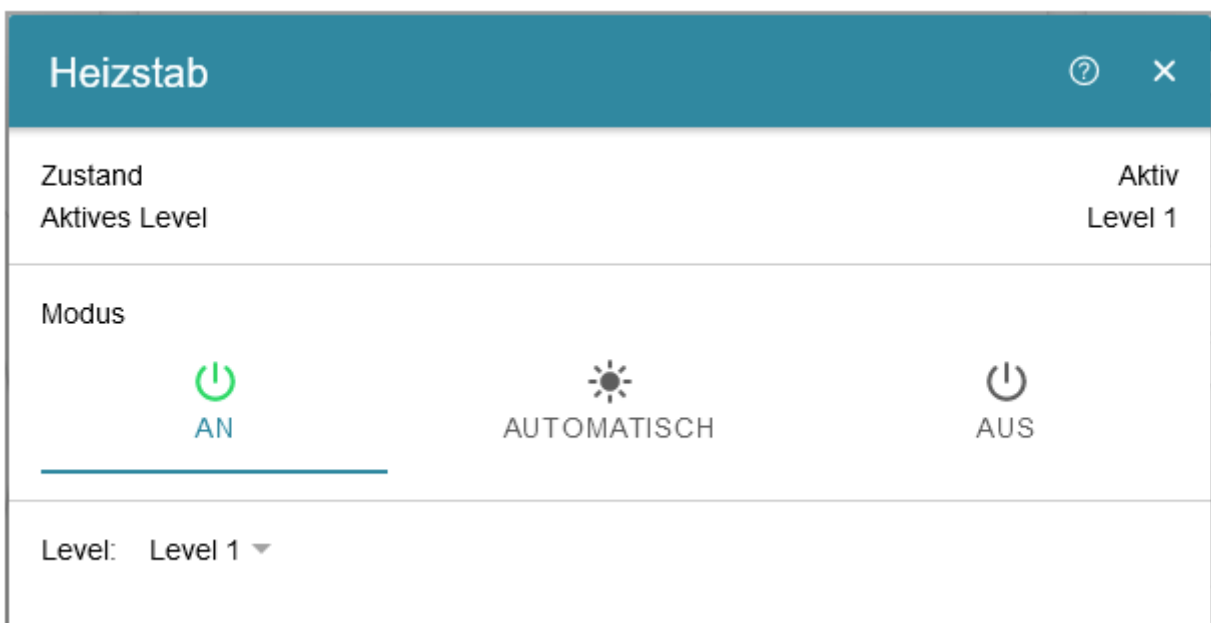 Heizstab
Zustand Aktiv
Aktives Level Level 1
Modus
AN AUTOMATISCH AUS
Level: Level 1